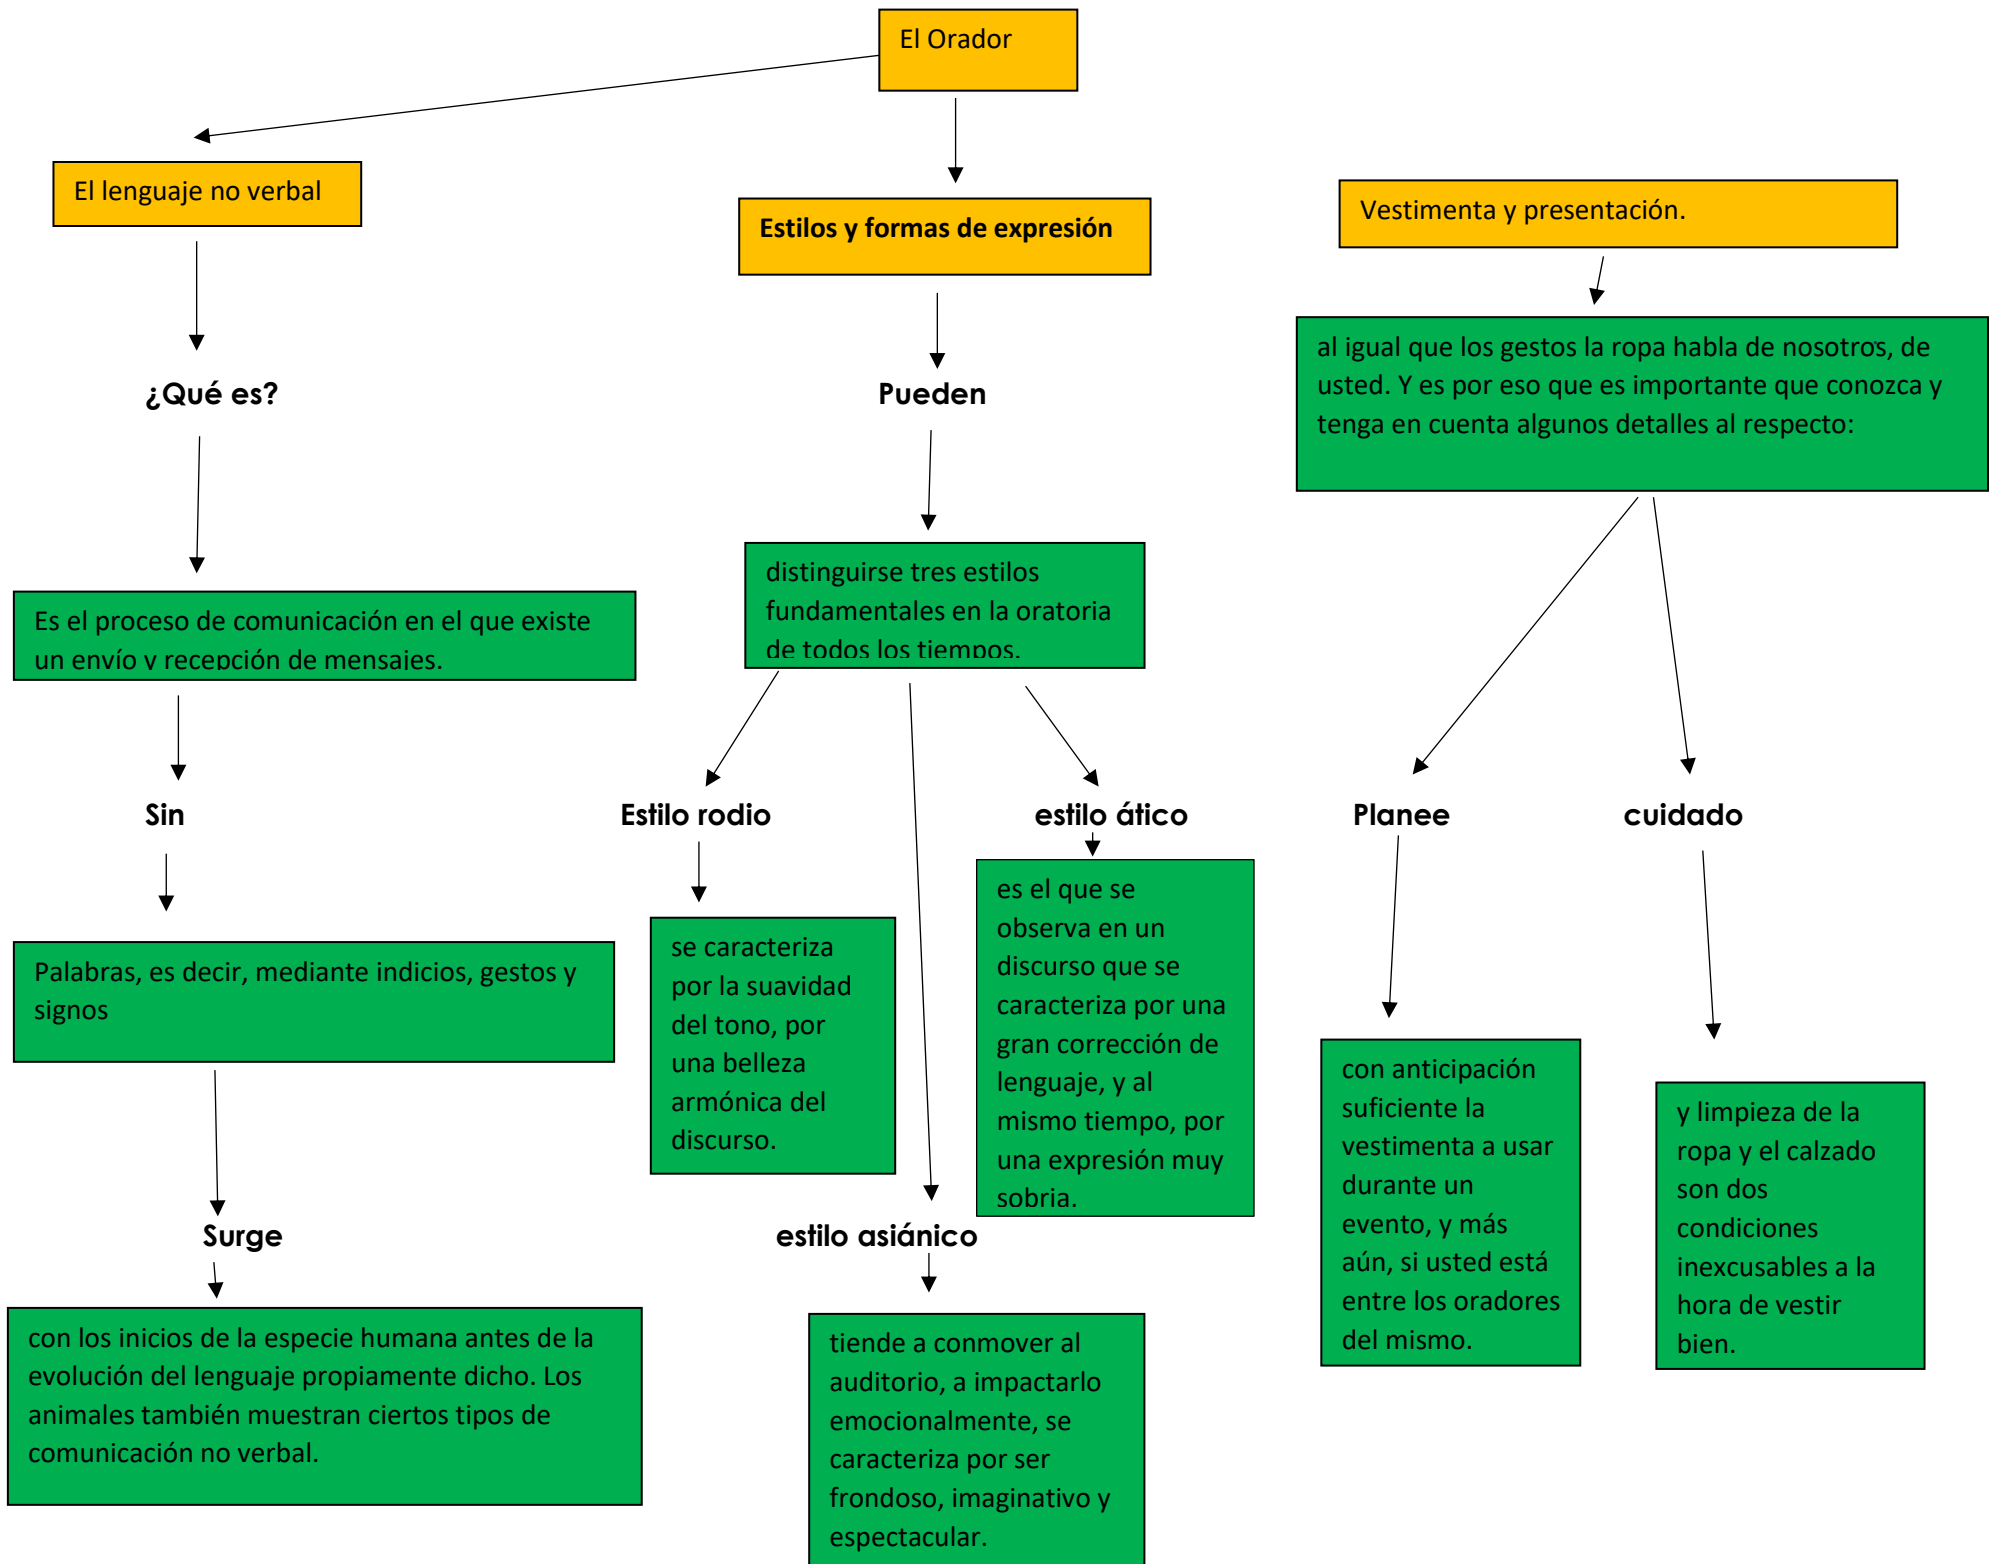 El Orador
El lenguaje no verbal
Estilos y formas de expresión
Vestimenta y presentación.
¿Qué es?
Pueden
al igual que los gestos la ropa habla de nosotros, de
usted. Y es por eso que es importante que conozca y
tenga en cuenta algunos detalles al respecto:
Es el proceso de comunicación en el que existe
un envío y recepción de mensajes.
distinguirse tres estilos
fundamentales en la oratoria
de todos los tiempos.
Sin
Estilo rodio
estilo ático
Planee
cuidado
Palabras, es decir, mediante indicios, gestos y
signos
se caracteriza
por la suavidad
del tono, por
una belleza
armónica del
discurso.
es el que se
observa en un
discurso que se
caracteriza por una
gran corrección de
lenguaje, y al
mismo tiempo, por
una expresión muy
sobria.
con anticipación
suficiente la
vestimenta a usar
durante un
evento, y más
aún, si usted está
entre los oradores
del mismo.
y limpieza de la
ropa y el calzado
son dos
condiciones
inexcusables a la
hora de vestir
bien.
Surge
estilo asiánico
con los inicios de la especie humana antes de la
evolución del lenguaje propiamente dicho. Los
animales también muestran ciertos tipos de
comunicación no verbal.
tiende a conmover al
auditorio, a impactarlo
emocionalmente, se
caracteriza por ser
frondoso, imaginativo y
espectacular.